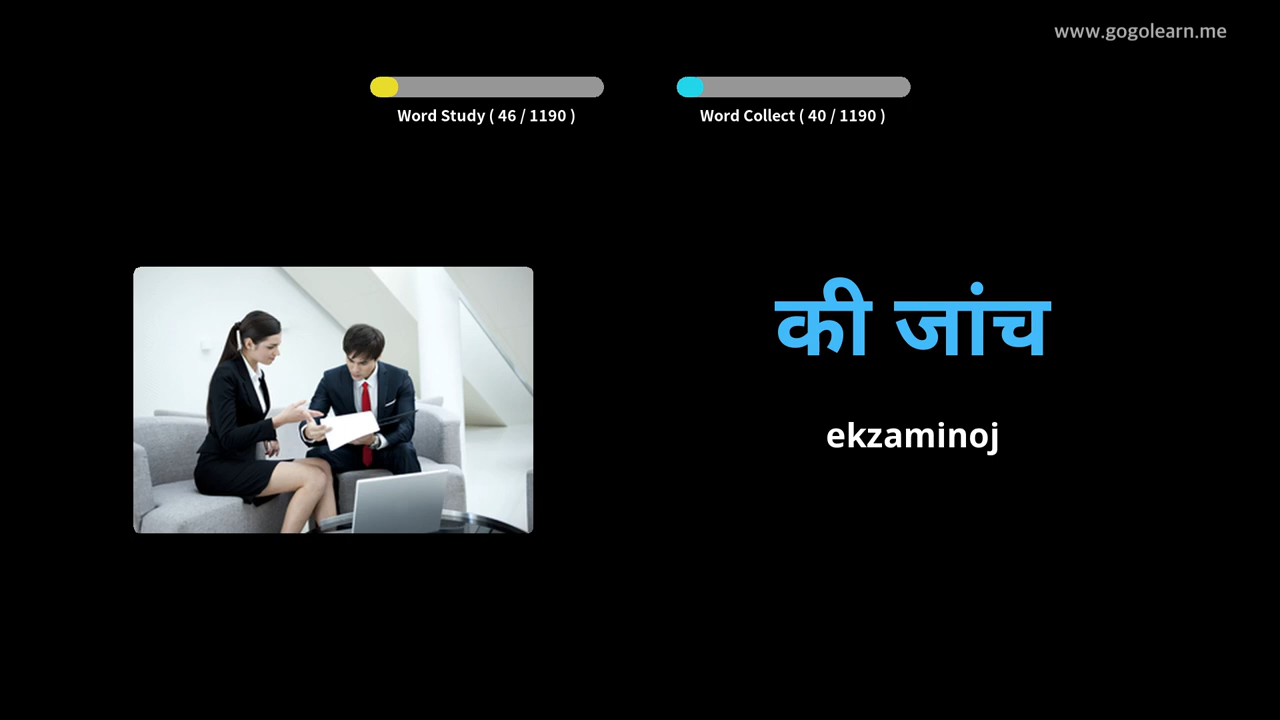 www.gogolearn.me
Word Study ( 46 / 1190 )
Word Collect ( 40 / 1190 )
की जांच
ekzaminoj